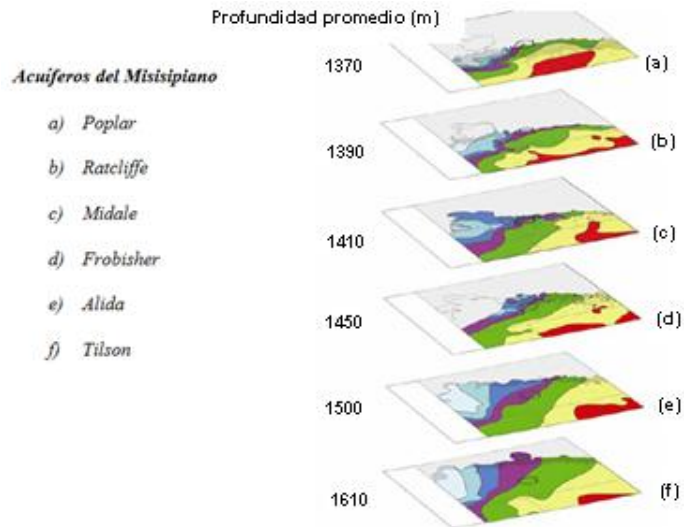 Profundidad promedio (m)
Acuíferos del Misisipiano
a) Poplar
b) Ratcliffe
c) Midale
d) Frobisher
e) Alida
f) Tilson
1370 (a)
1390 (b)
1410 (c)
1450 (d)
1500 (e)
1610 (f)